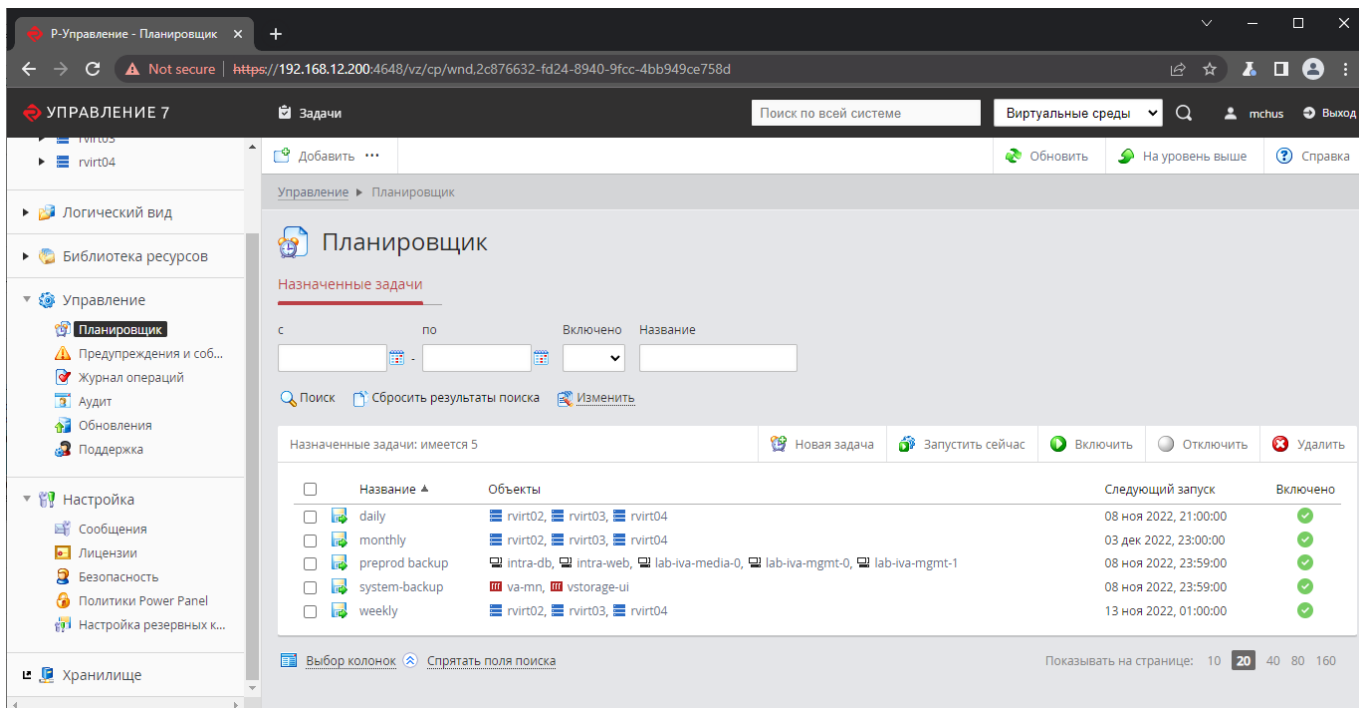 Р-Управление - Планировщик
Not secure | https://192.168.12.200:4648/vz/cp/wnd,2c876632-fd24-8940-9fcc-4bb949ce758d
УПРАВЛЕНИЕ 7
Задачи
Поиск по всей системе
Виртуальные среды
mchus
Выход
rvirt03
rvirt04
Логический вид
Библиотека ресурсов
Управление
Планировщик
Предупреждения и соб...
Журнал операций
Аудит
Обновления
Поддержка
Настройка
Сообщения
Лицензии
Безопасность
Политики Power Panel
Настройка резервных к...
Хранилище
Добавить ...
Обновить
На уровень выше
Справка
Управление ▶ Планировщик
Планировщик
Назначенные задачи
с по Включено Название
-
Поиск Сбросить результаты поиска Изменить
Назначенные задачи: имеется 5
Новая задача Запустить сейчас Включить Отключить Удалить
Название Объекты Следующий запуск Включено
daily rvirt02, rvirt03, rvirt04 08 ноя 2022, 21:00:00
monthly rvirt02, rvirt03, rvirt04 03 дек 2022, 23:00:00
preprod backup intra-db, intra-web, lab-iva-media-0, lab-iva-mgmt-0, lab-iva-mgmt-1 08 ноя 2022, 23:59:00
system-backup va-mn, vstorage-ui 08 ноя 2022, 23:59:00
weekly rvirt02, rvirt03, rvirt04 13 ноя 2022, 01:00:00
Выбор колонок Спрятать поля поиска
Показывать на странице: 10 20 40 80 160